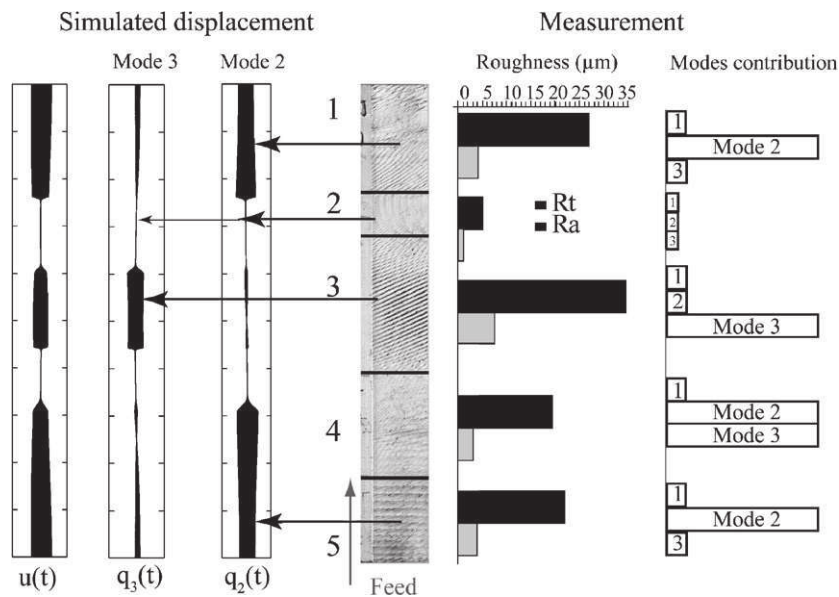 Simulated displacement
Measurement
Mode 3
Mode 2
Roughness (µm)
Modes contribution
0 5 10 15 20 25 30 35
1
1
Mode 2
3
2
Rt
Ra
1
2
3
3
1
2
Mode 3
4
1
Mode 2
Mode 3
5
1
Mode 2
3
u(t)
q3(t)
q2(t)
Feed